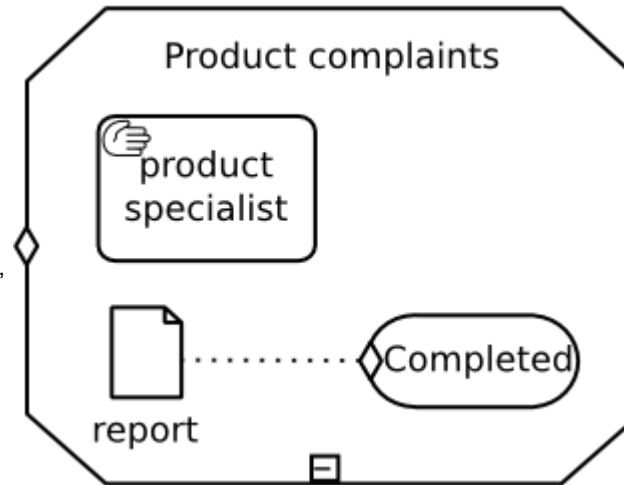 Product complaints
product
specialist
,
Completed
report